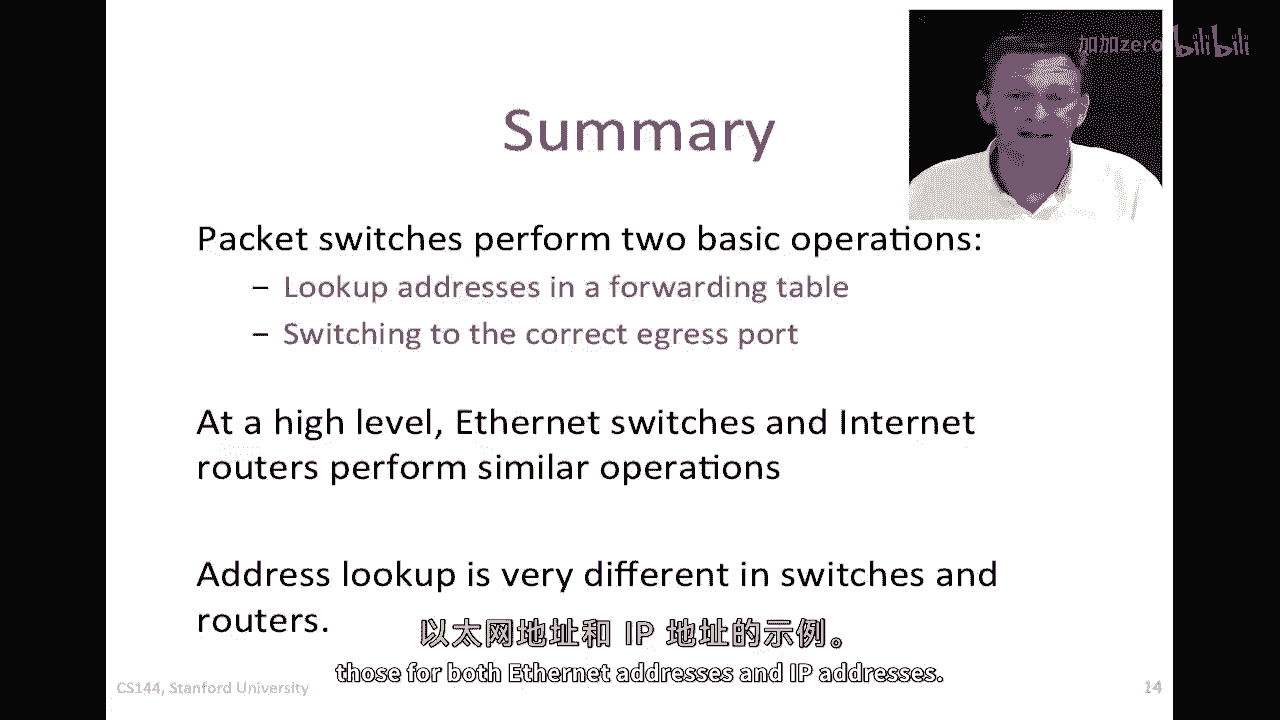 加加zero bilibili
Summary
Packet switches perform two basic operations:
– Lookup addresses in a forwarding table
– Switching to the correct egress port
At a high level, Ethernet switches and Internet
routers perform similar operations
Address lookup is very different in switches and
routers.
以太网地址和 IP 地址的示例。
those for both Ethernet addresses and IP addresses.
CS144, Stanford University
14